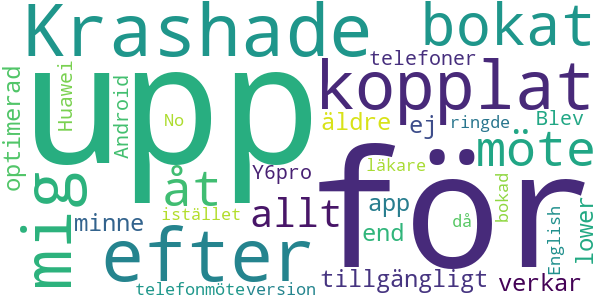 Krashade bokat
telefoner
upp kopplat
optimerad Huawei Android No äldre ej ringde Blev
för möte
mig åt Y6pro läkare
istället allt app då bokad
minne efter end English lower
tillgängligt verkar
telefonmöteversion